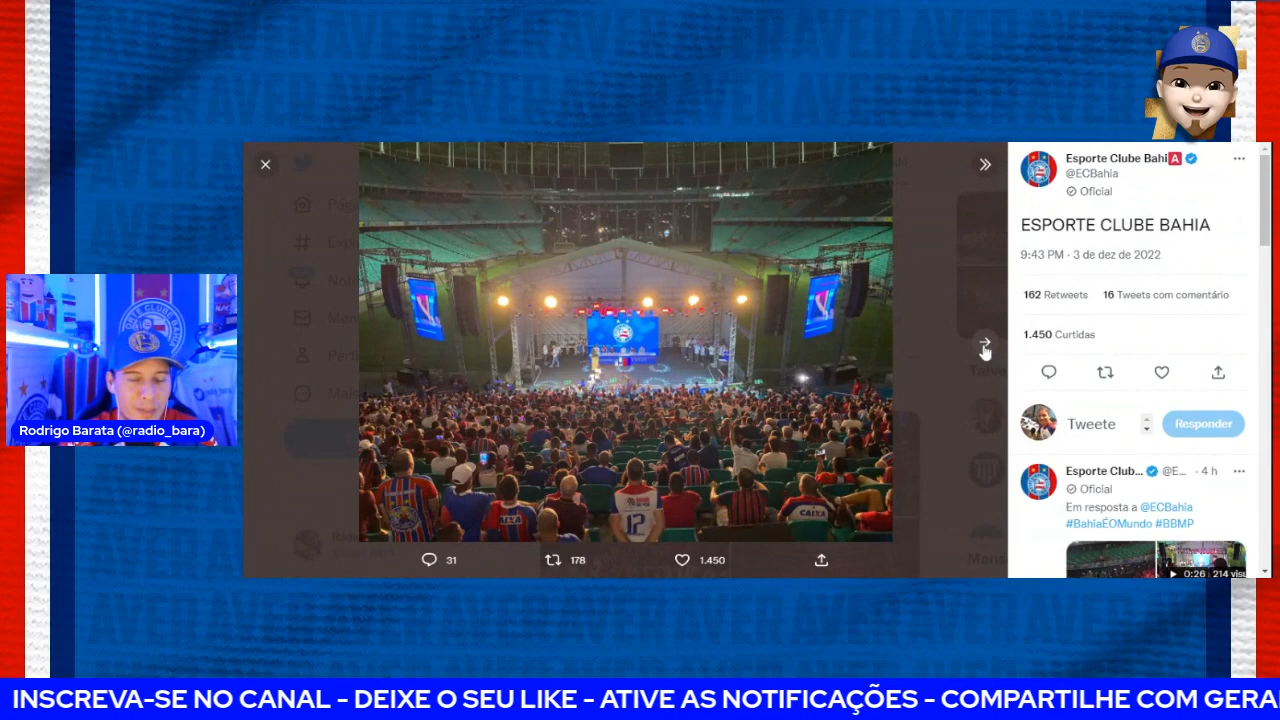 Esporte Clube Bahi🅰
@ECBahia
Oficial
ESPORTE CLUBE BAHIA
9:43 PM · 3 de dez de 2022
162 Retweets 16 Tweets com comentário
1.450 Curtidas
Tweete
Responder
Esporte Club... @E... · 4 h
Oficial
Em resposta a @ECBahia
#BahiaÉOMundo #BBMP
0:26
31
178
1.450
12
CAIXA
Rodrigo Barata (@radio_bara)
INSCREVA-SE NO CANAL - DEIXE O SEU LIKE - ATIVE AS NOTIFICAÇÕES - COMPARTILHE COM GERA